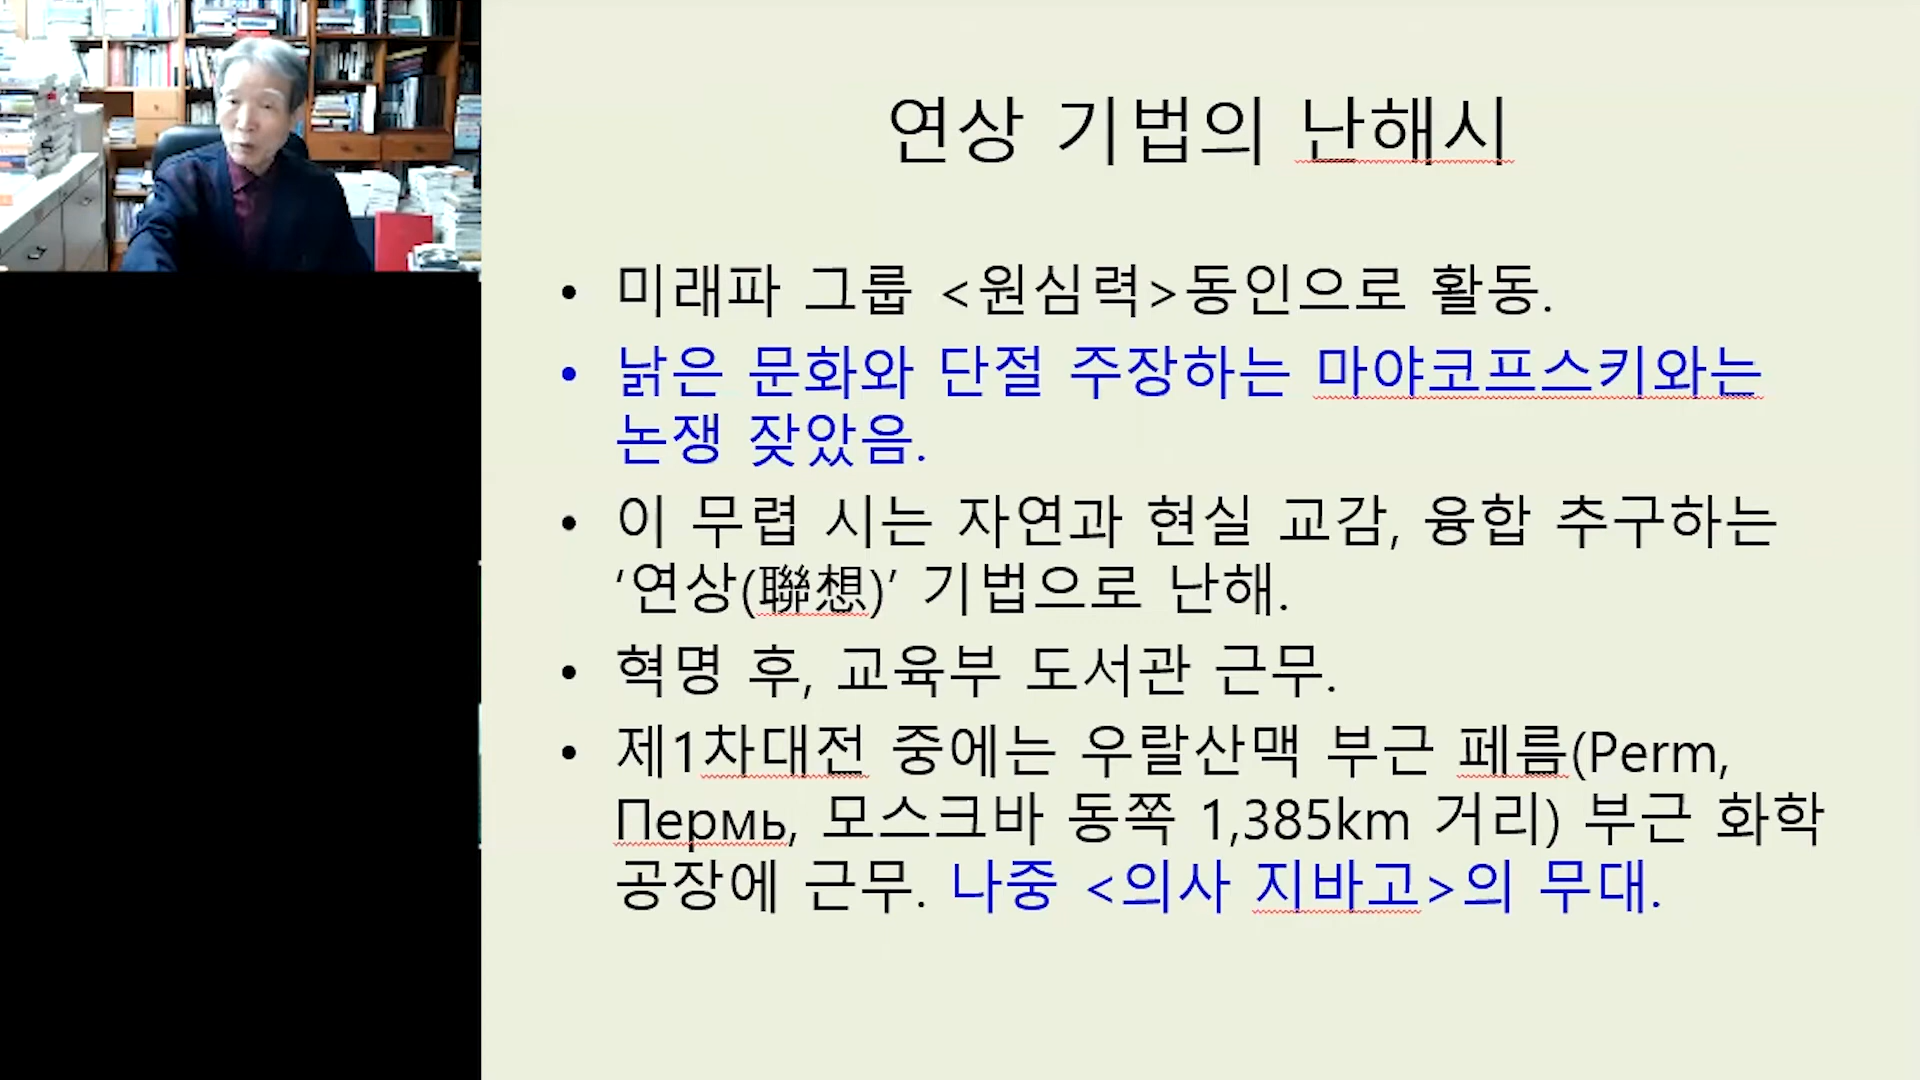 연상 기법의 난해시
• 미래파 그룹 <원심력>동인으로 활동.
• 낡은 문화와 단절 주장하는 마야코프스키와는
논쟁 잦았음.
• 이 무렵 시는 자연과 현실 교감, 융합 추구하는
‘연상(聯想)’ 기법으로 난해.
• 혁명 후, 교육부 도서관 근무.
• 제1차대전 중에는 우랄산맥 부근 페름(Perm,
Пермь, 모스크바 동쪽 1,385km 거리) 부근 화학
공장에 근무. 나중 <의사 지바고>의 무대.